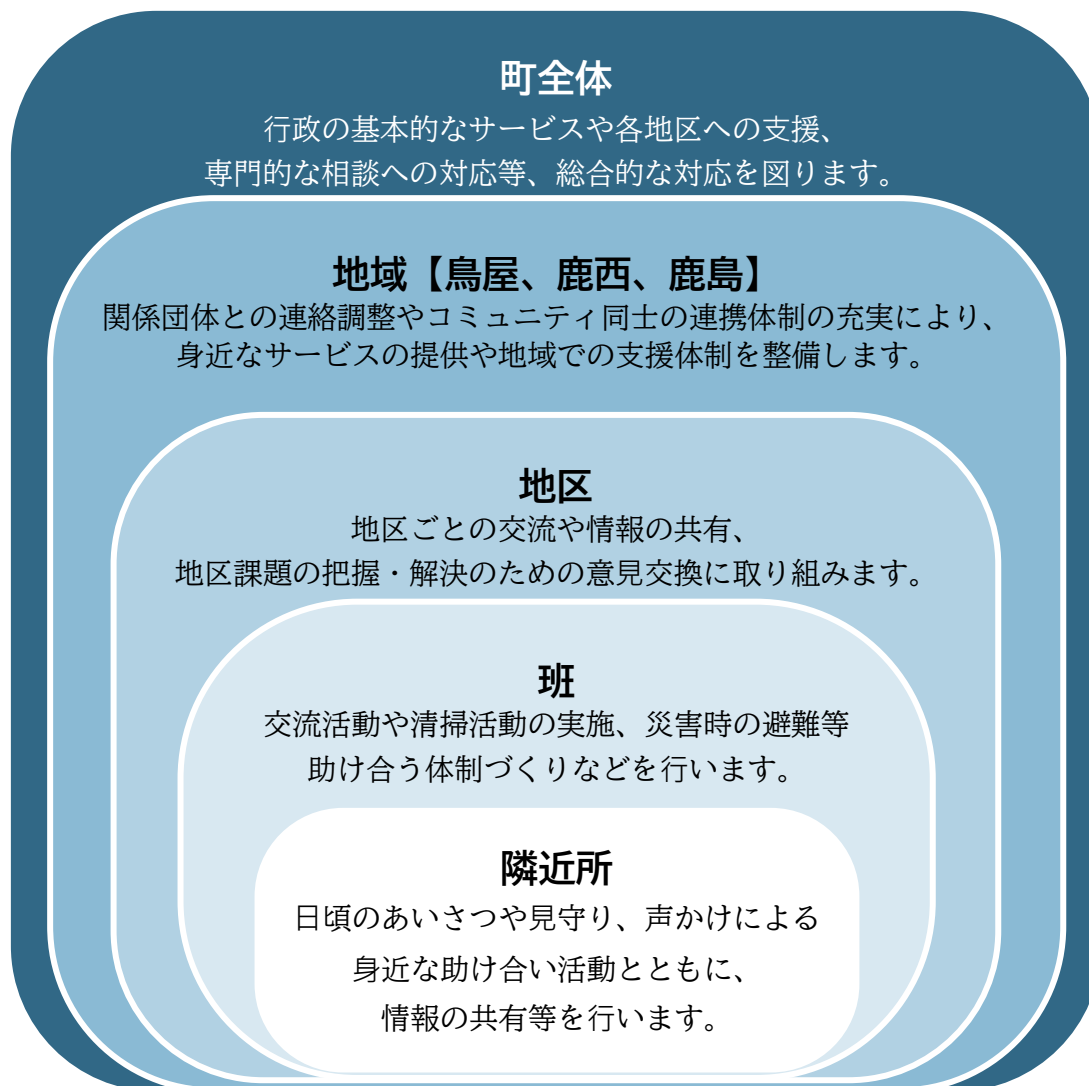 町全体
行政の基本的なサービスや各地区への支援、
専門的な相談への対応等、総合的な対応を図ります。
地域【鳥屋、鹿西、鹿島】
関係団体との連絡調整やコミュニティ同士の連携体制の充実により、
身近なサービスの提供や地域での支援体制を整備します。
地区
地区ごとの交流や情報の共有、
地区課題の把握・解決のための意見交換に取り組みます。
班
交流活動や清掃活動の実施、災害時の避難等
助け合う体制づくりなどを行います。
隣近所
日頃のあいさつや見守り、声かけによる
身近な助け合い活動とともに、
情報の共有等を行います。